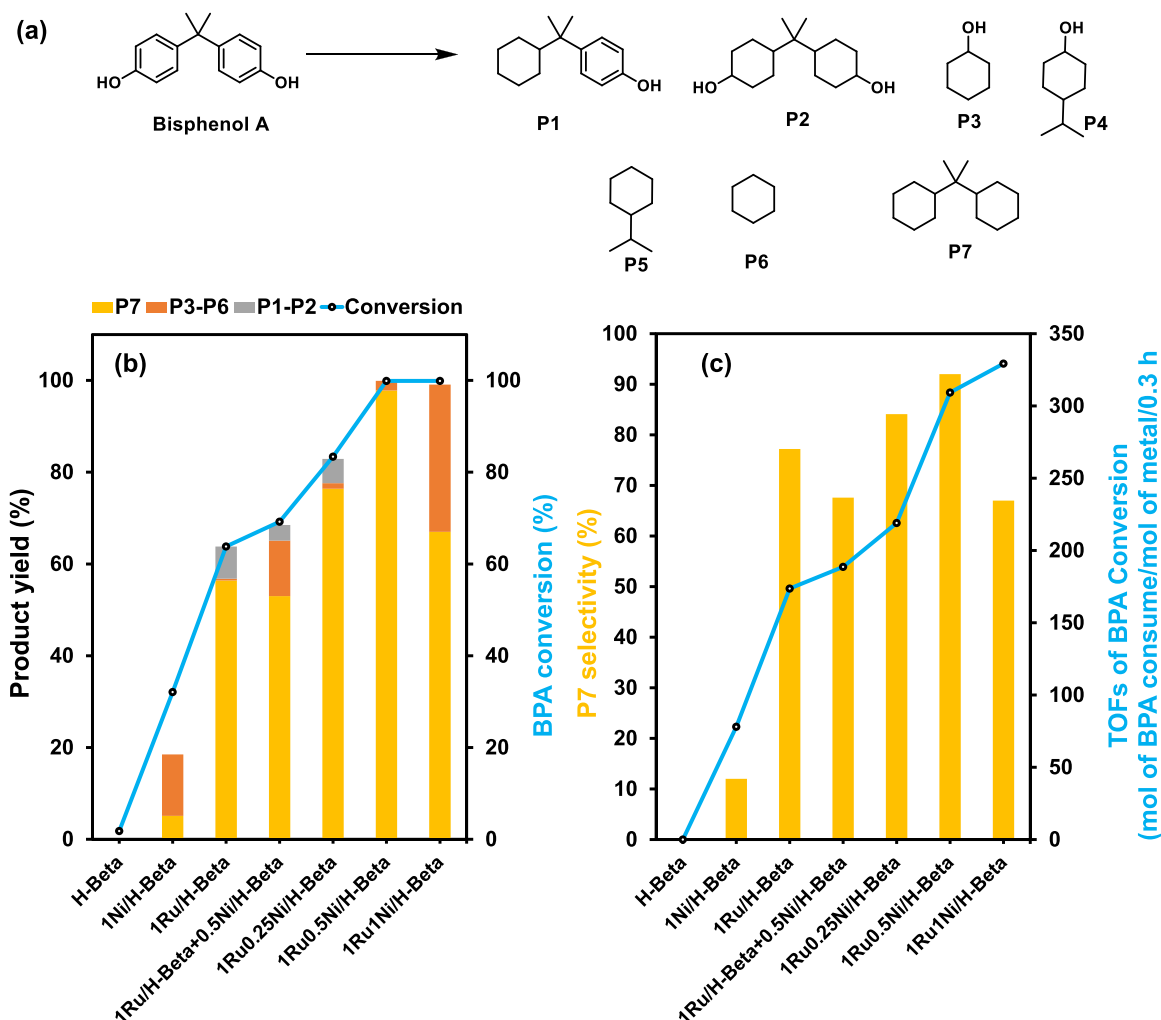 (a)
HO
OH
Bisphenol A
OH
P1
HO
OH
P2
OH
P3
OH
P4
P5
P6
P7
P7 P3-P6 P1-P2 Conversion
(b)
Product yield (%)
100
80
60
40
20
0
BPA conversion (%)
100
80
60
40
20
0
H-Beta
1Ni/H-Beta
1Ru/H-Beta
1Ru/H-Beta+0.5Ni/H-Beta
1Ru0.25Ni/H-Beta
1Ru0.5Ni/H-Beta
1Ru1Ni/H-Beta
(c)
P7 selectivity (%)
100
90
80
70
60
50
40
30
20
10
0
TOFs of BPA Conversion
(mol of BPA consume/mol of metal/0.3 h
350
300
250
200
150
100
50
0
H-Beta
1Ni/H-Beta
1Ru/H-Beta
1Ru/H-Beta+0.5Ni/H-Beta
1Ru0.25Ni/H-Beta
1Ru0.5Ni/H-Beta
1Ru1Ni/H-Beta